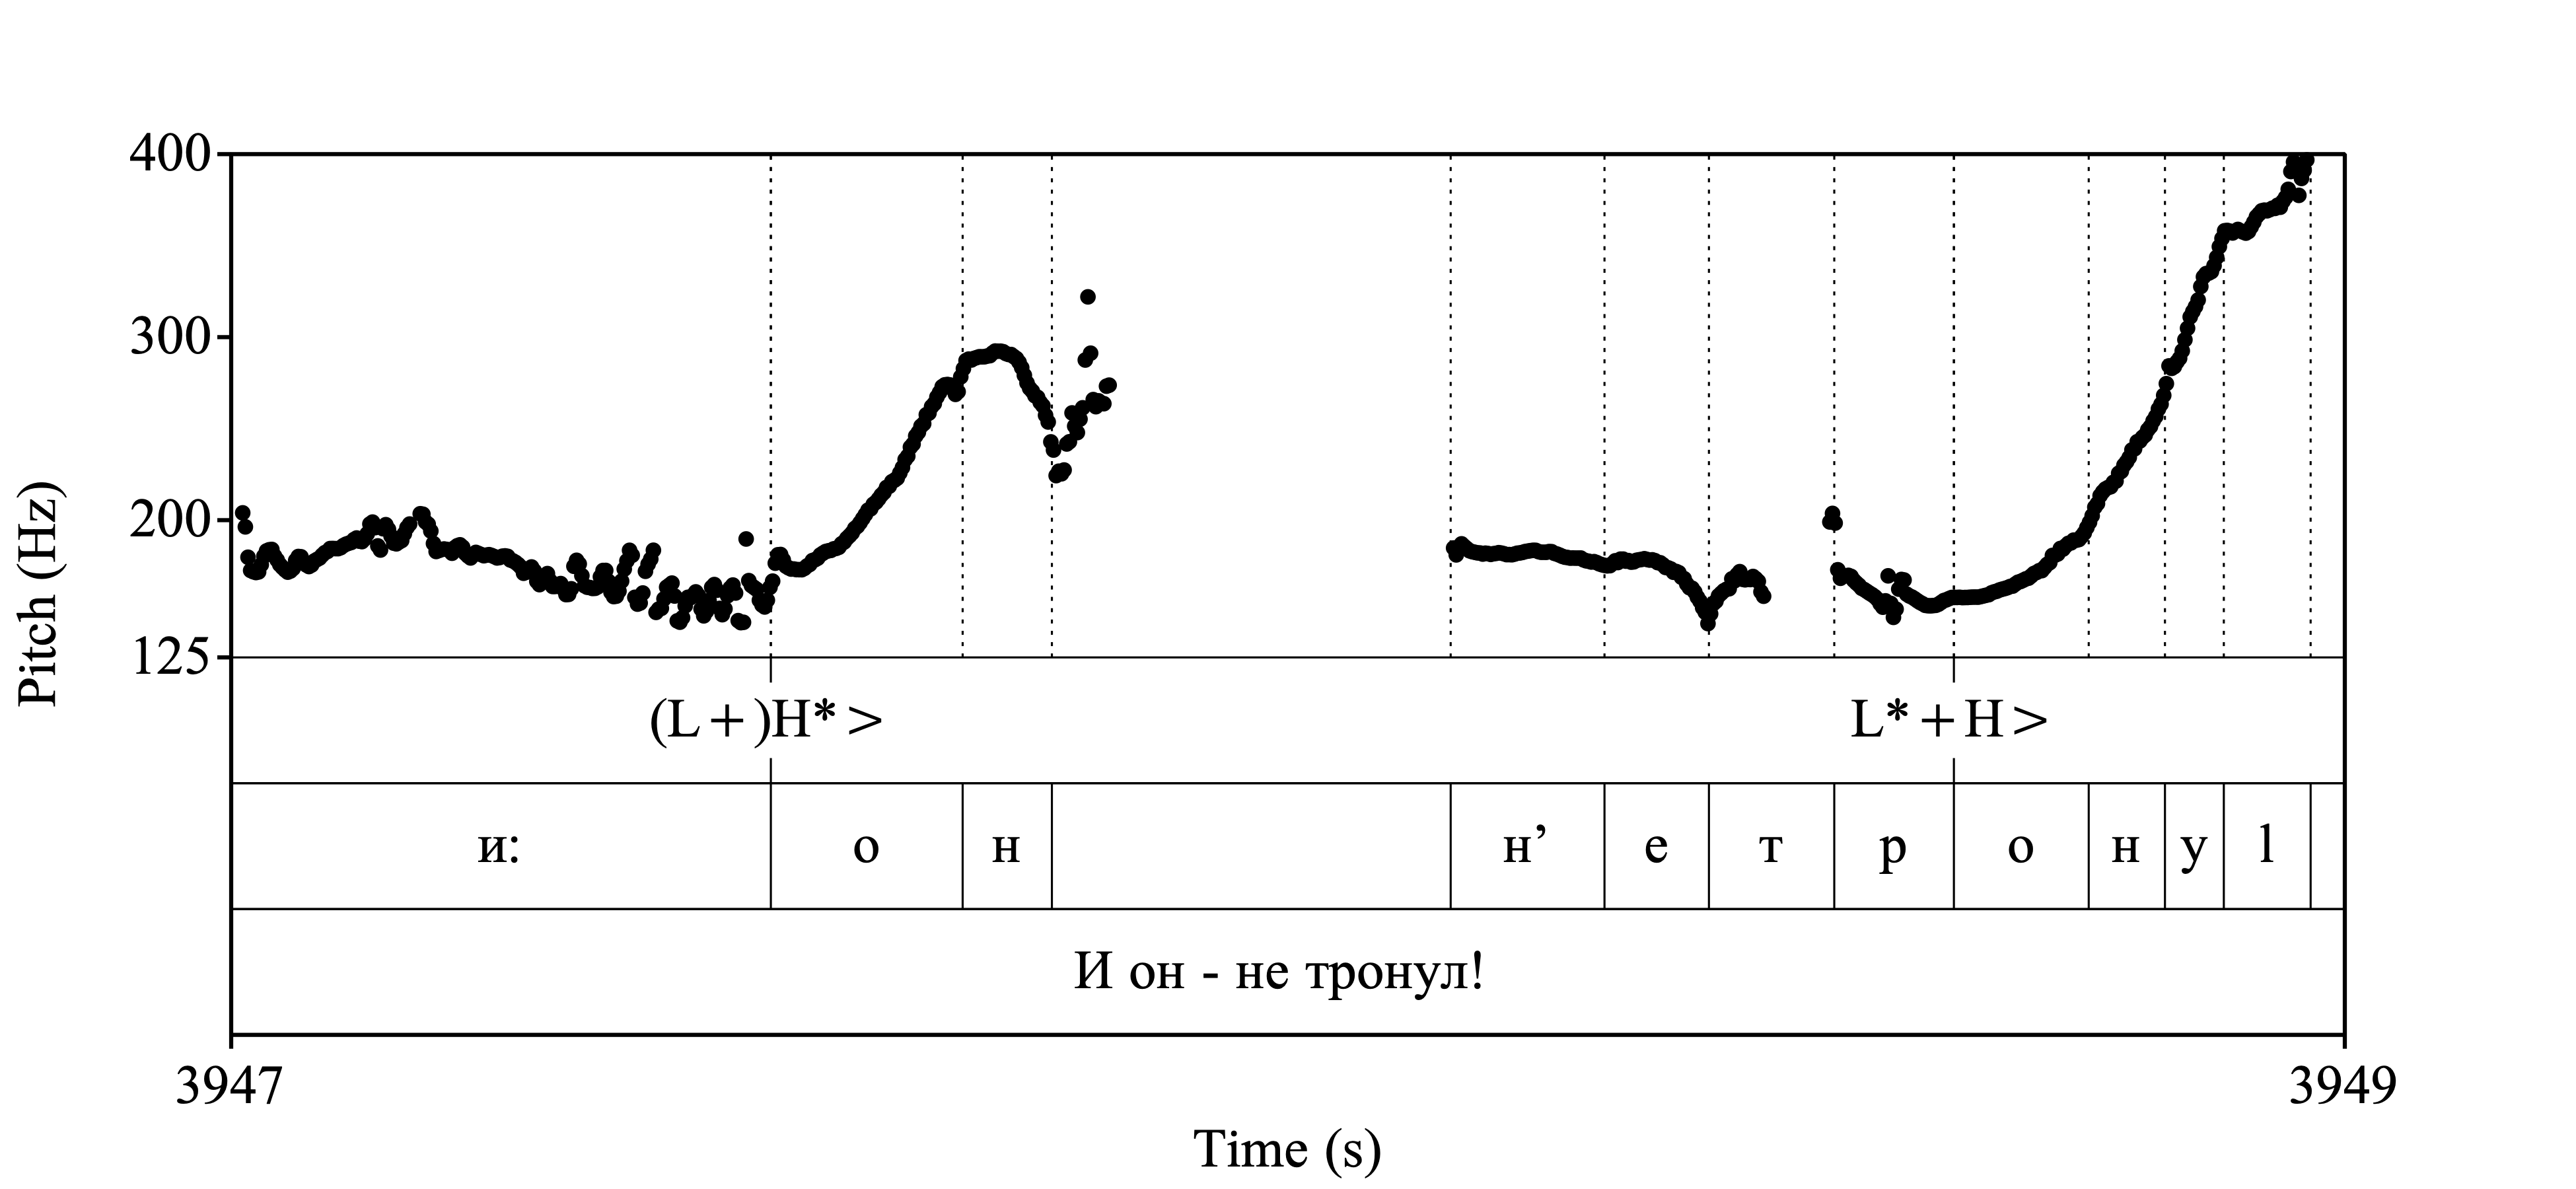 400
300
200
125
Pitch (Hz)
(L+)H*> L*+H>
и: о н н’ е т р о н у l
И он - не тронул!
3947 3949
Time (s)